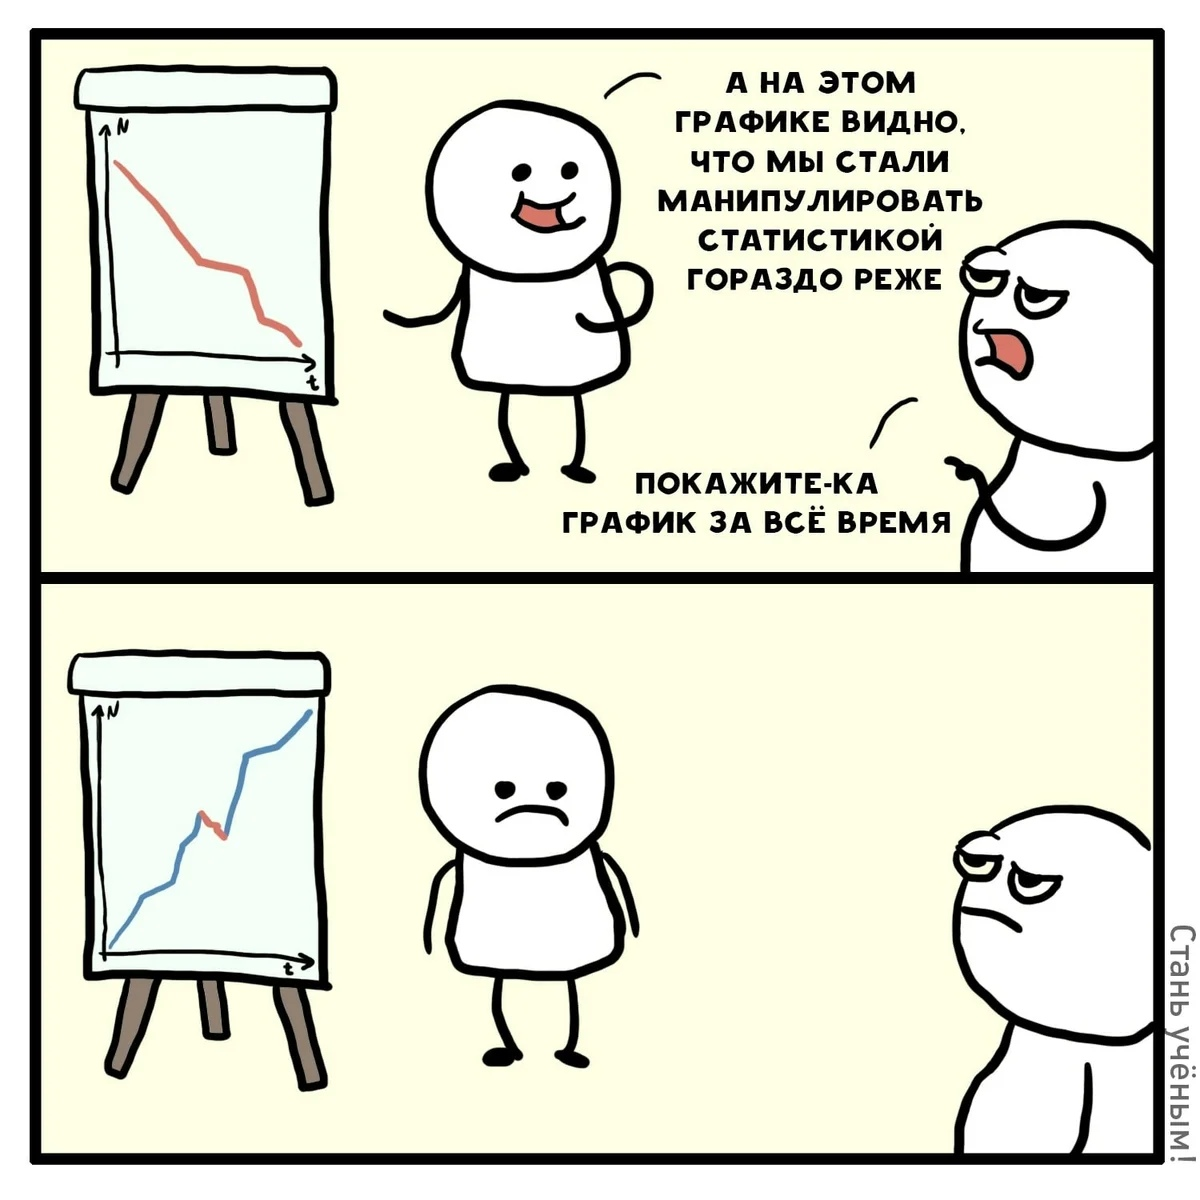 А НА ЭТОМ
ГРАФИКЕ ВИДНО,
ЧТО МЫ СТАЛИ
МАНИПУЛИРОВАТЬ
СТАТИСТИКОЙ
ГОРАЗДО РЕЖЕ
N
t
ПОКАЖИТЕ-КА
ГРАФИК ЗА ВСЁ ВРЕМЯ
N
t
Стань учёным!